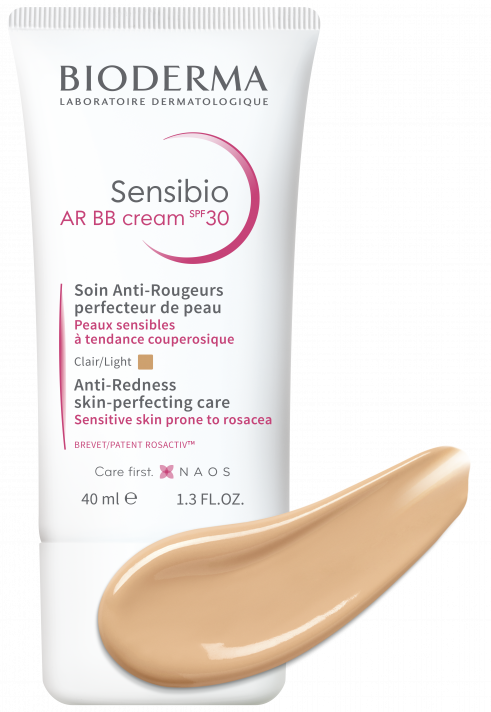 BIODERMA
LABORATOIRE DERMATOLOGIQUE
Sensibio
AR BB cream SPF30
Soin Anti-Rougeurs
perfecteur de peau
Peaux sensibles
à tendance couperosique
Clair/Light
Anti-Redness
skin-perfecting care
Sensitive skin prone to rosacea
BREVET/PATENT ROSACTIV™
Care first. NAOS
40 ml ℮ 1.3 FL.OZ.